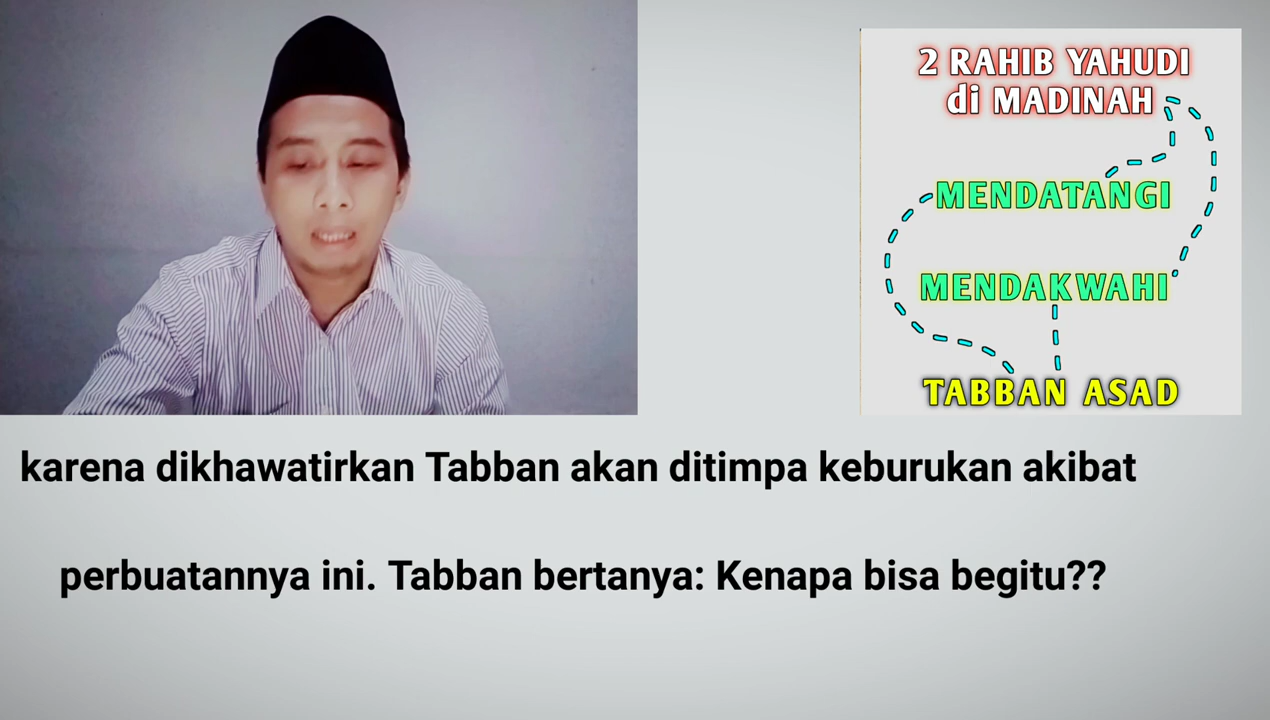 2 RAHIB YAHUDI
di MADINAH
MENDATANGI
MENDAKWAHI
TABBAN ASAD
karena dikhawatirkan Tabban akan ditimpa keburukan akibat
perbuatannya ini. Tabban bertanya: Kenapa bisa begitu??